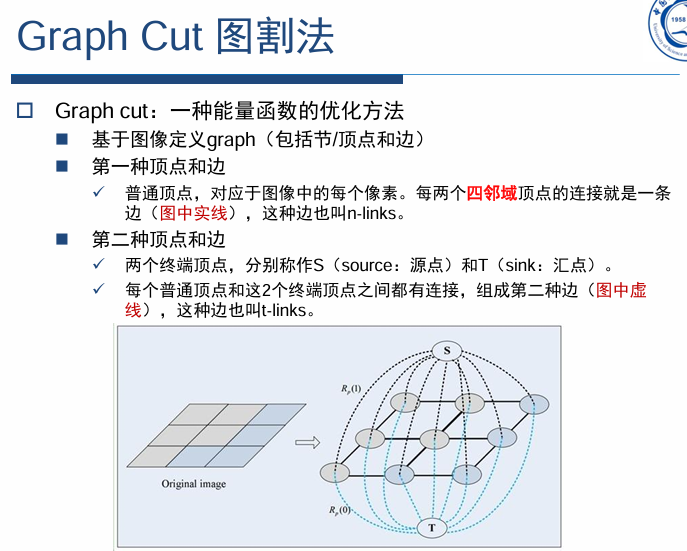 Graph Cut 图割法
1958
Graph cut：一种能量函数的优化方法
基于图像定义graph（包括节/顶点和边）
第一种顶点和边
普通顶点，对应于图像中的每个像素。每两个四邻域顶点的连接就是一条
边（图中实线），这种边也叫n-links。
第二种顶点和边
两个终端顶点，分别称作S（source：源点）和T（sink：汇点）。
每个普通顶点和这2个终端顶点之间都有连接，组成第二种边（图中虚
线），这种边也叫t-links。
S
Rp(1)
Original image
Rp(0)
T